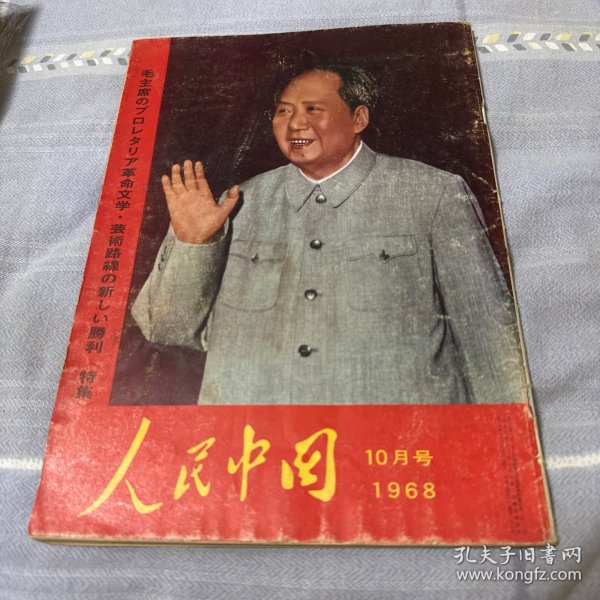 毛主席のプロレタリア革命文学・芸術路線の新しい勝利 特集
人民中国
10月号
1968
孔夫子旧书网
www.kongfz.com